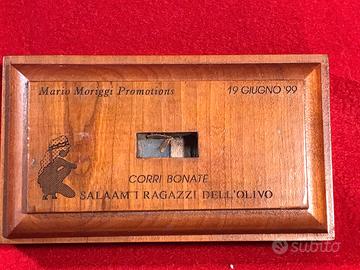 Mario Moriggi Promotions
19 GIUGNO '99
CORRI BONATE
SALAAM I RAGAZZI DELL'OLIVO
subito